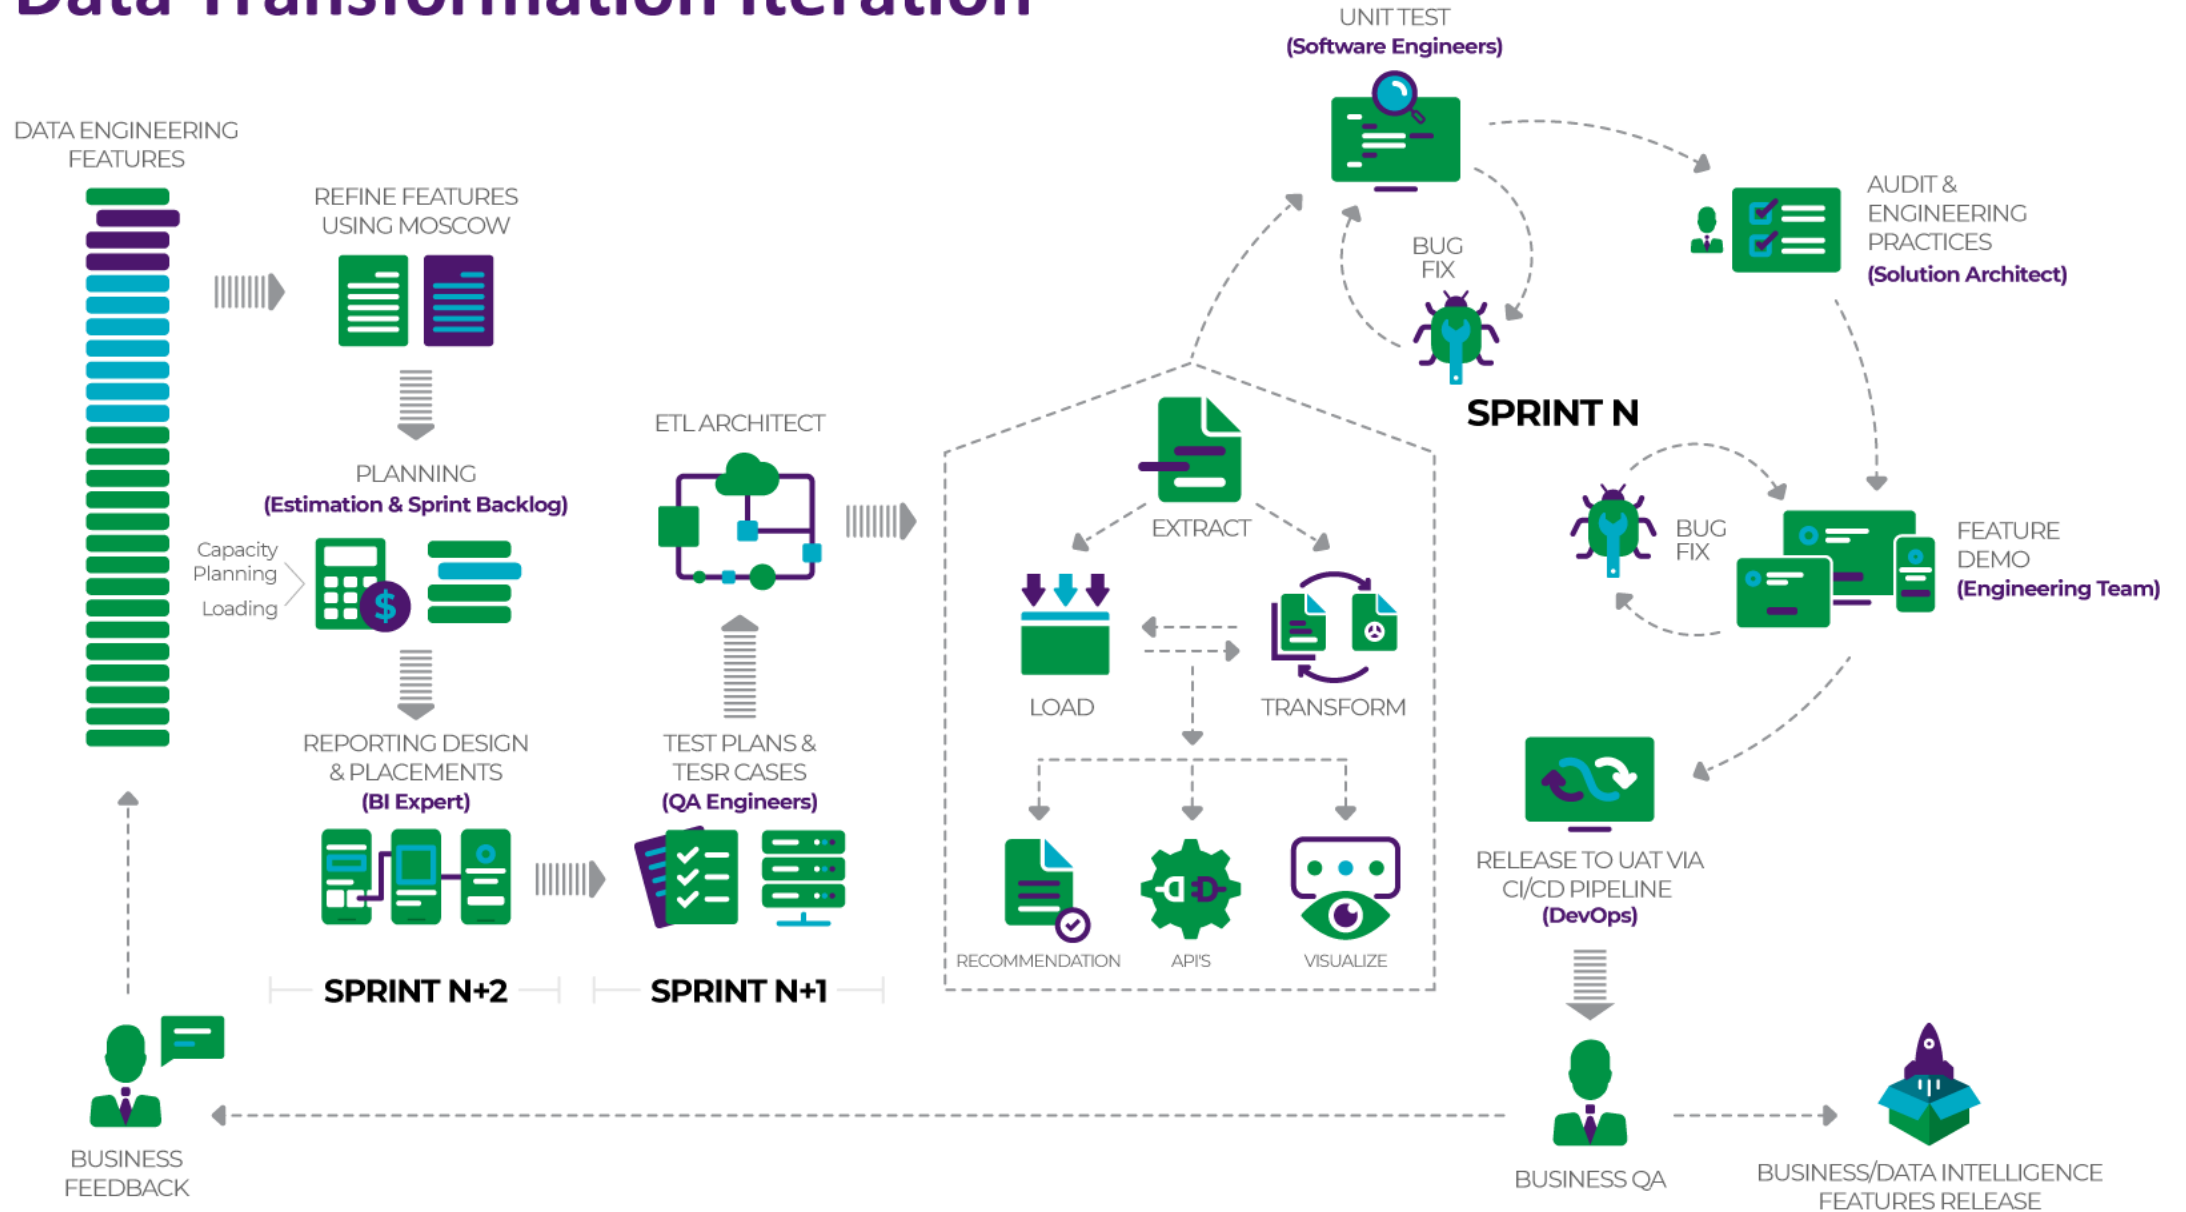 Data Transformation Iteration
DATA ENGINEERING
FEATURES
REFINE FEATURES
USING MOSCOW
PLANNING
(Estimation & Sprint Backlog)
Capacity
Planning
Loading
$
REPORTING DESIGN
& PLACEMENTS
(BI Expert)
SPRINT N+2
TEST PLANS &
TESR CASES
(QA Engineers)
SPRINT N+1
ETL ARCHITECT
EXTRACT
LOAD
TRANSFORM
RECOMMENDATION
API'S
VISUALIZE
UNIT TEST
(Software Engineers)
BUG
FIX
SPRINT N
AUDIT &
ENGINEERING
PRACTICES
(Solution Architect)
BUG
FIX
FEATURE
DEMO
(Engineering Team)
RELEASE TO UAT VIA
CI/CD PIPELINE
(DevOps)
BUSINESS QA
BUSINESS/DATA INTELLIGENCE
FEATURES RELEASE
BUSINESS
FEEDBACK